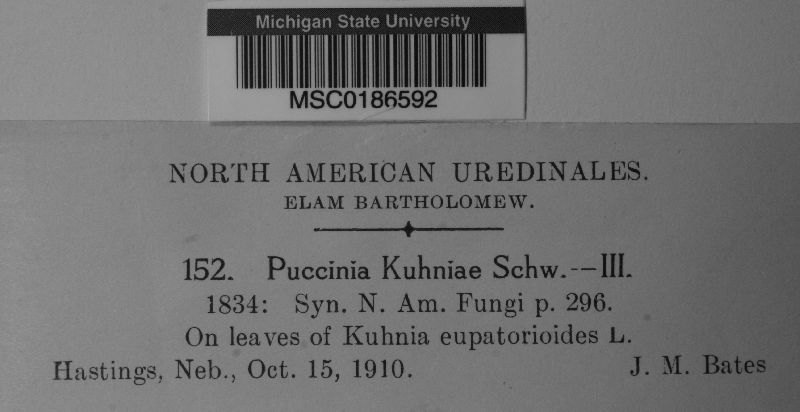 Michigan State University
MSC0186592
NORTH AMERICAN UREDINALES.
ELAM BARTHOLOMEW.
152. Puccinia Kuhniae Schw.--III.
1834: Syn. N. Am. Fungi p. 296.
On leaves of Kuhnia eupatorioides L.
Hastings, Neb., Oct. 15, 1910. J. M. Bates